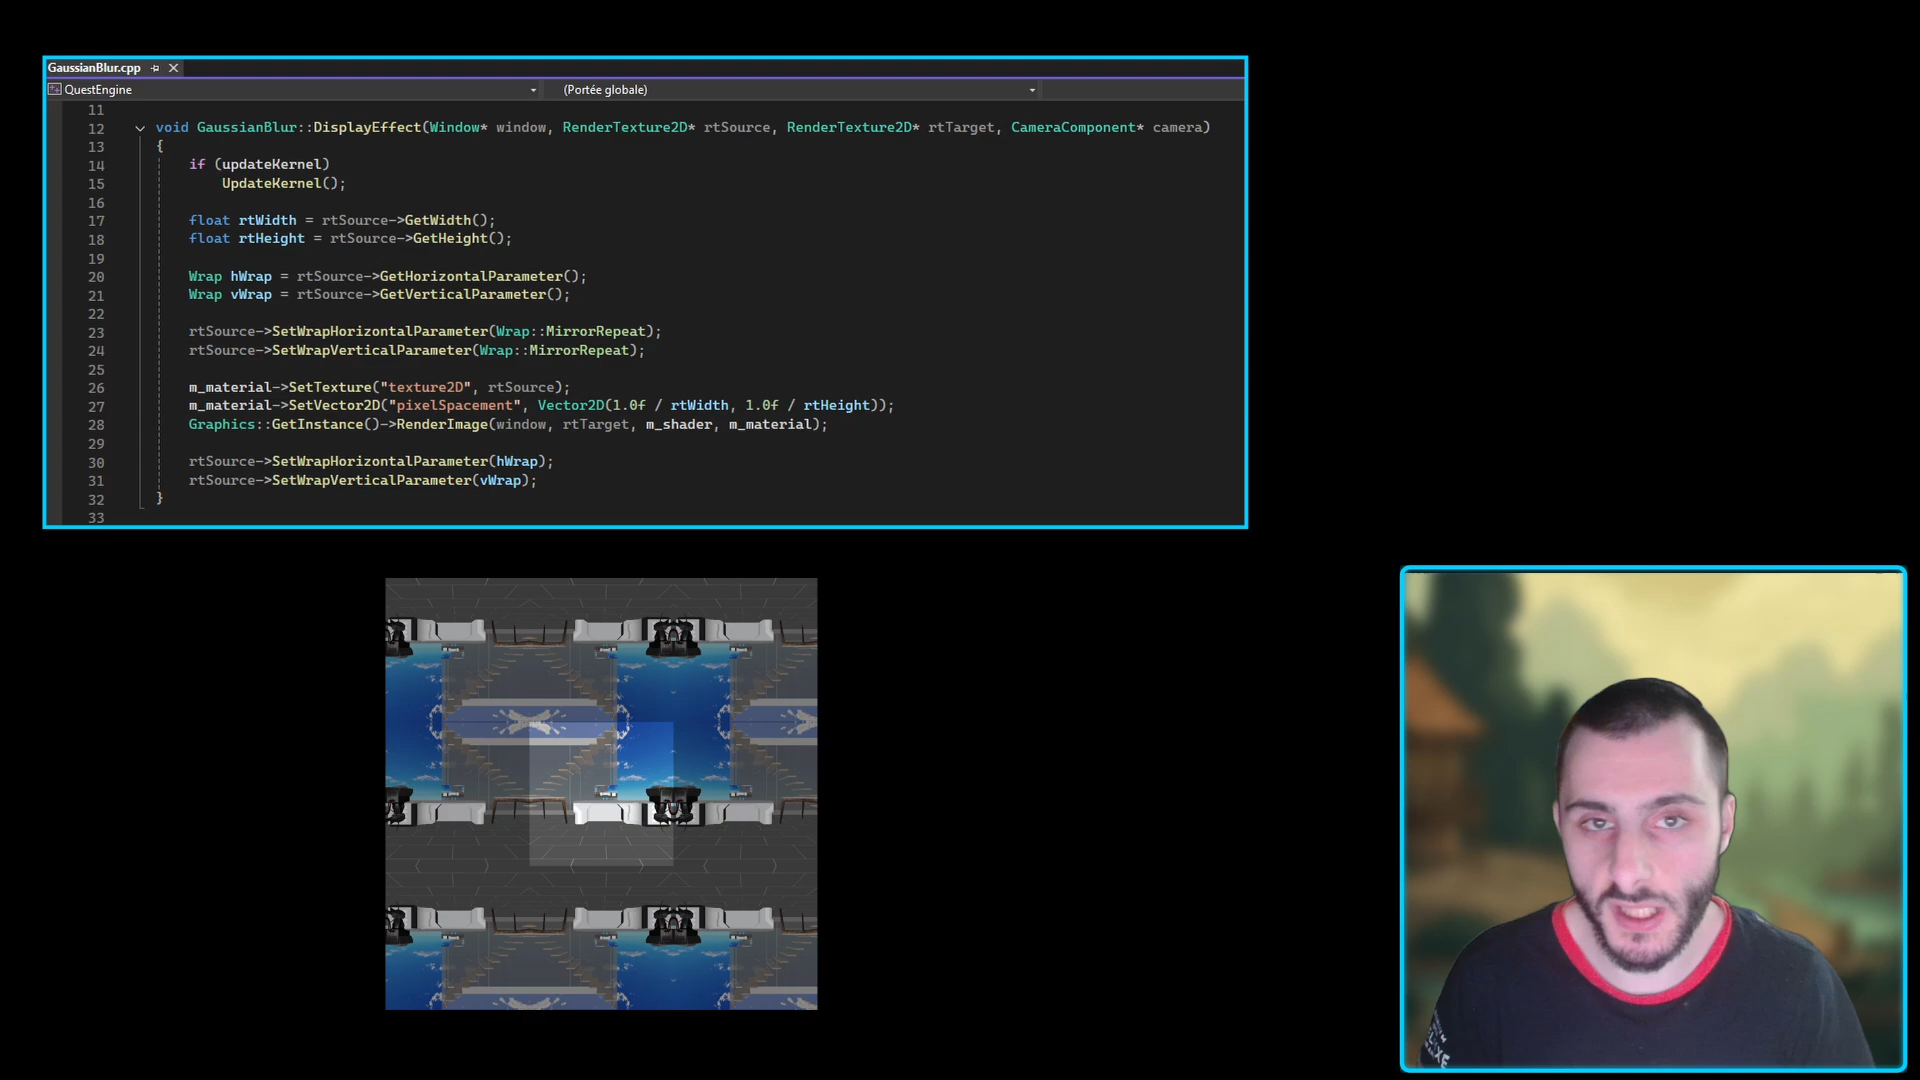 GaussianBlur.cpp
QuestEngine
(Portée globale)
11
12 void GaussianBlur::DisplayEffect(Window* window, RenderTexture2D* rtSource, RenderTexture2D* rtTarget, CameraComponent* camera)
13 {
14 if (updateKernel)
15 UpdateKernel();
16
17 float rtWidth = rtSource->GetWidth();
18 float rtHeight = rtSource->GetHeight();
19
20 Wrap hWrap = rtSource->GetHorizontalParameter();
21 Wrap vWrap = rtSource->GetVerticalParameter();
22
23 rtSource->SetWrapHorizontalParameter(Wrap::MirrorRepeat);
24 rtSource->SetWrapVerticalParameter(Wrap::MirrorRepeat);
25
26 m_material->SetTexture("texture2D", rtSource);
27 m_material->SetVector2D("pixelSpacement", Vector2D(1.0f / rtWidth, 1.0f / rtHeight));
28 Graphics::GetInstance()->RenderImage(window, rtTarget, m_shader, m_material);
29
30 rtSource->SetWrapHorizontalParameter(hWrap);
31 rtSource->SetWrapVerticalParameter(vWrap);
32 }
33